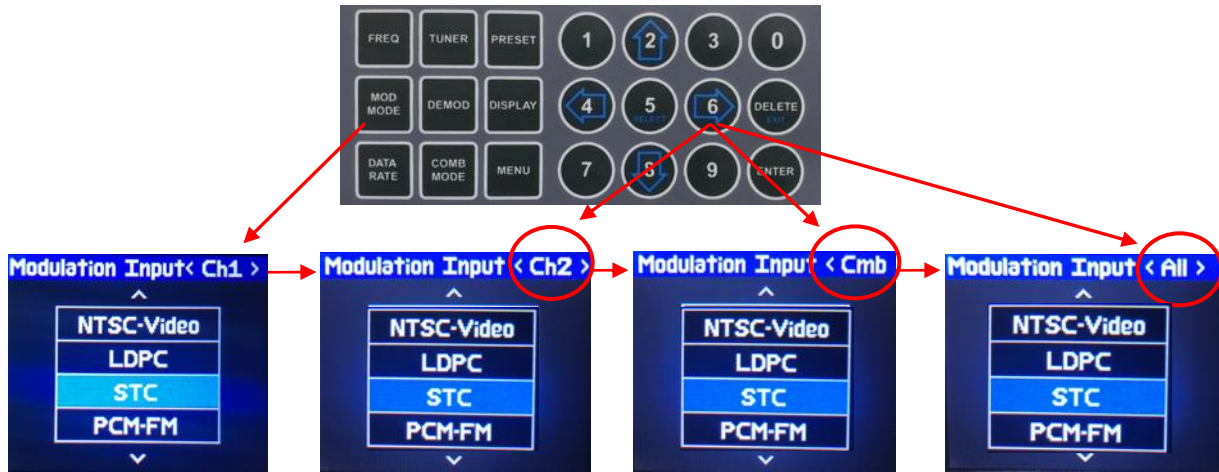 FREQ TUNER PRESET 1 2 3 0
MOD MODE DEMOD DISPLAY 4 5 SELECT 6 DELETE EXIT
DATA RATE COMB MODE MENU 7 8 9 ENTER
Modulation Input< Ch1 >
NTSC-Video
LDPC
STC
PCM-FM
Modulation Input < Ch2 >
NTSC-Video
LDPC
STC
PCM-FM
Modulation Input < Cmb
NTSC-Video
LDPC
STC
PCM-FM
Modulation Input < All >
NTSC-Video
LDPC
STC
PCM-FM